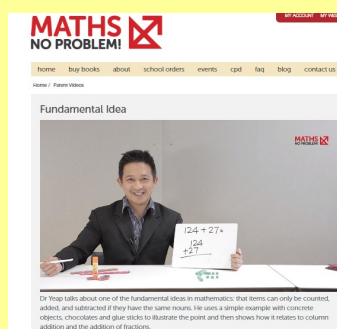 MATHS
NO PROBLEM!
MY ACCOUNT MY WIS
home buy books about school orders events cpd faq blog contact us
Home / Parent Videos
Fundamental Idea
MATHS
NO PROBLEM!
124 + 27 =
124
+27
Dr Yeap talks about one of the fundamental ideas in mathematics: that items can only be counted,
added, and subtracted if they have the same nouns. He uses a simple example with concrete
objects, chocolates and glue sticks to illustrate the point and then shows how it relates to column
addition and the addition of fractions.